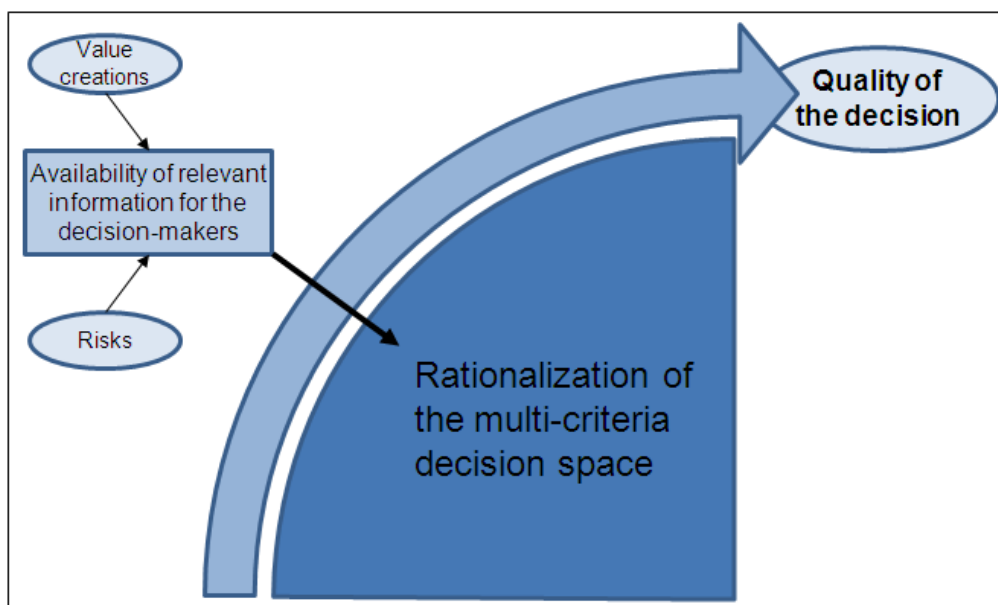 Value
creations
Availability of relevant
information for the
decision-makers
Risks
Rationalization of
the multi-criteria
decision space
Quality of
the decision